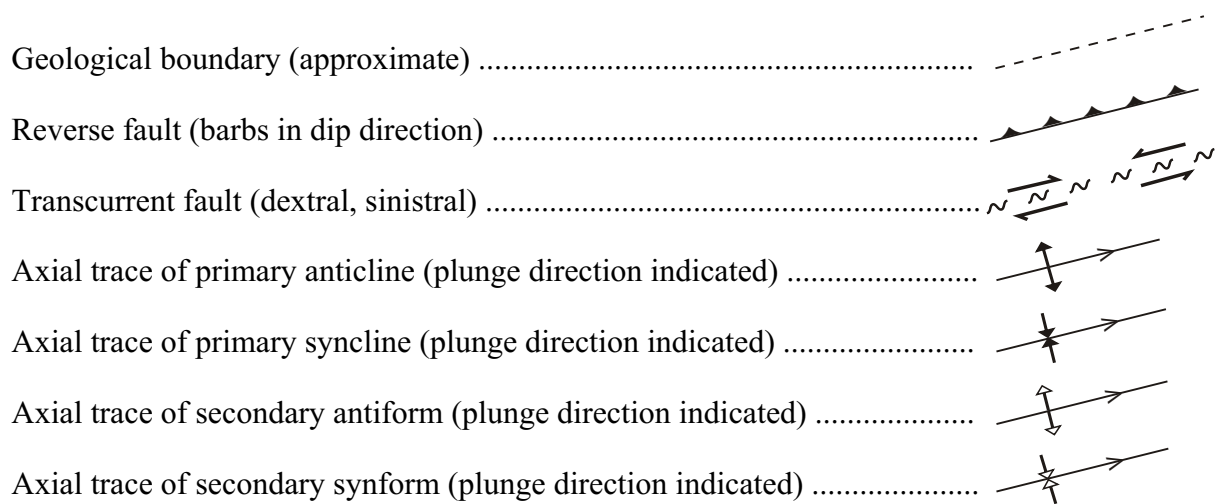 Geological boundary (approximate) ............................................................
Reverse fault (barbs in dip direction) ...........................................................
Transcurrent fault (dextral, sinistral) ............................................................
Axial trace of primary anticline (plunge direction indicated) .......................
Axial trace of primary syncline (plunge direction indicated) .......................
Axial trace of secondary antiform (plunge direction indicated) ...................
Axial trace of secondary synform (plunge direction indicated) ...................